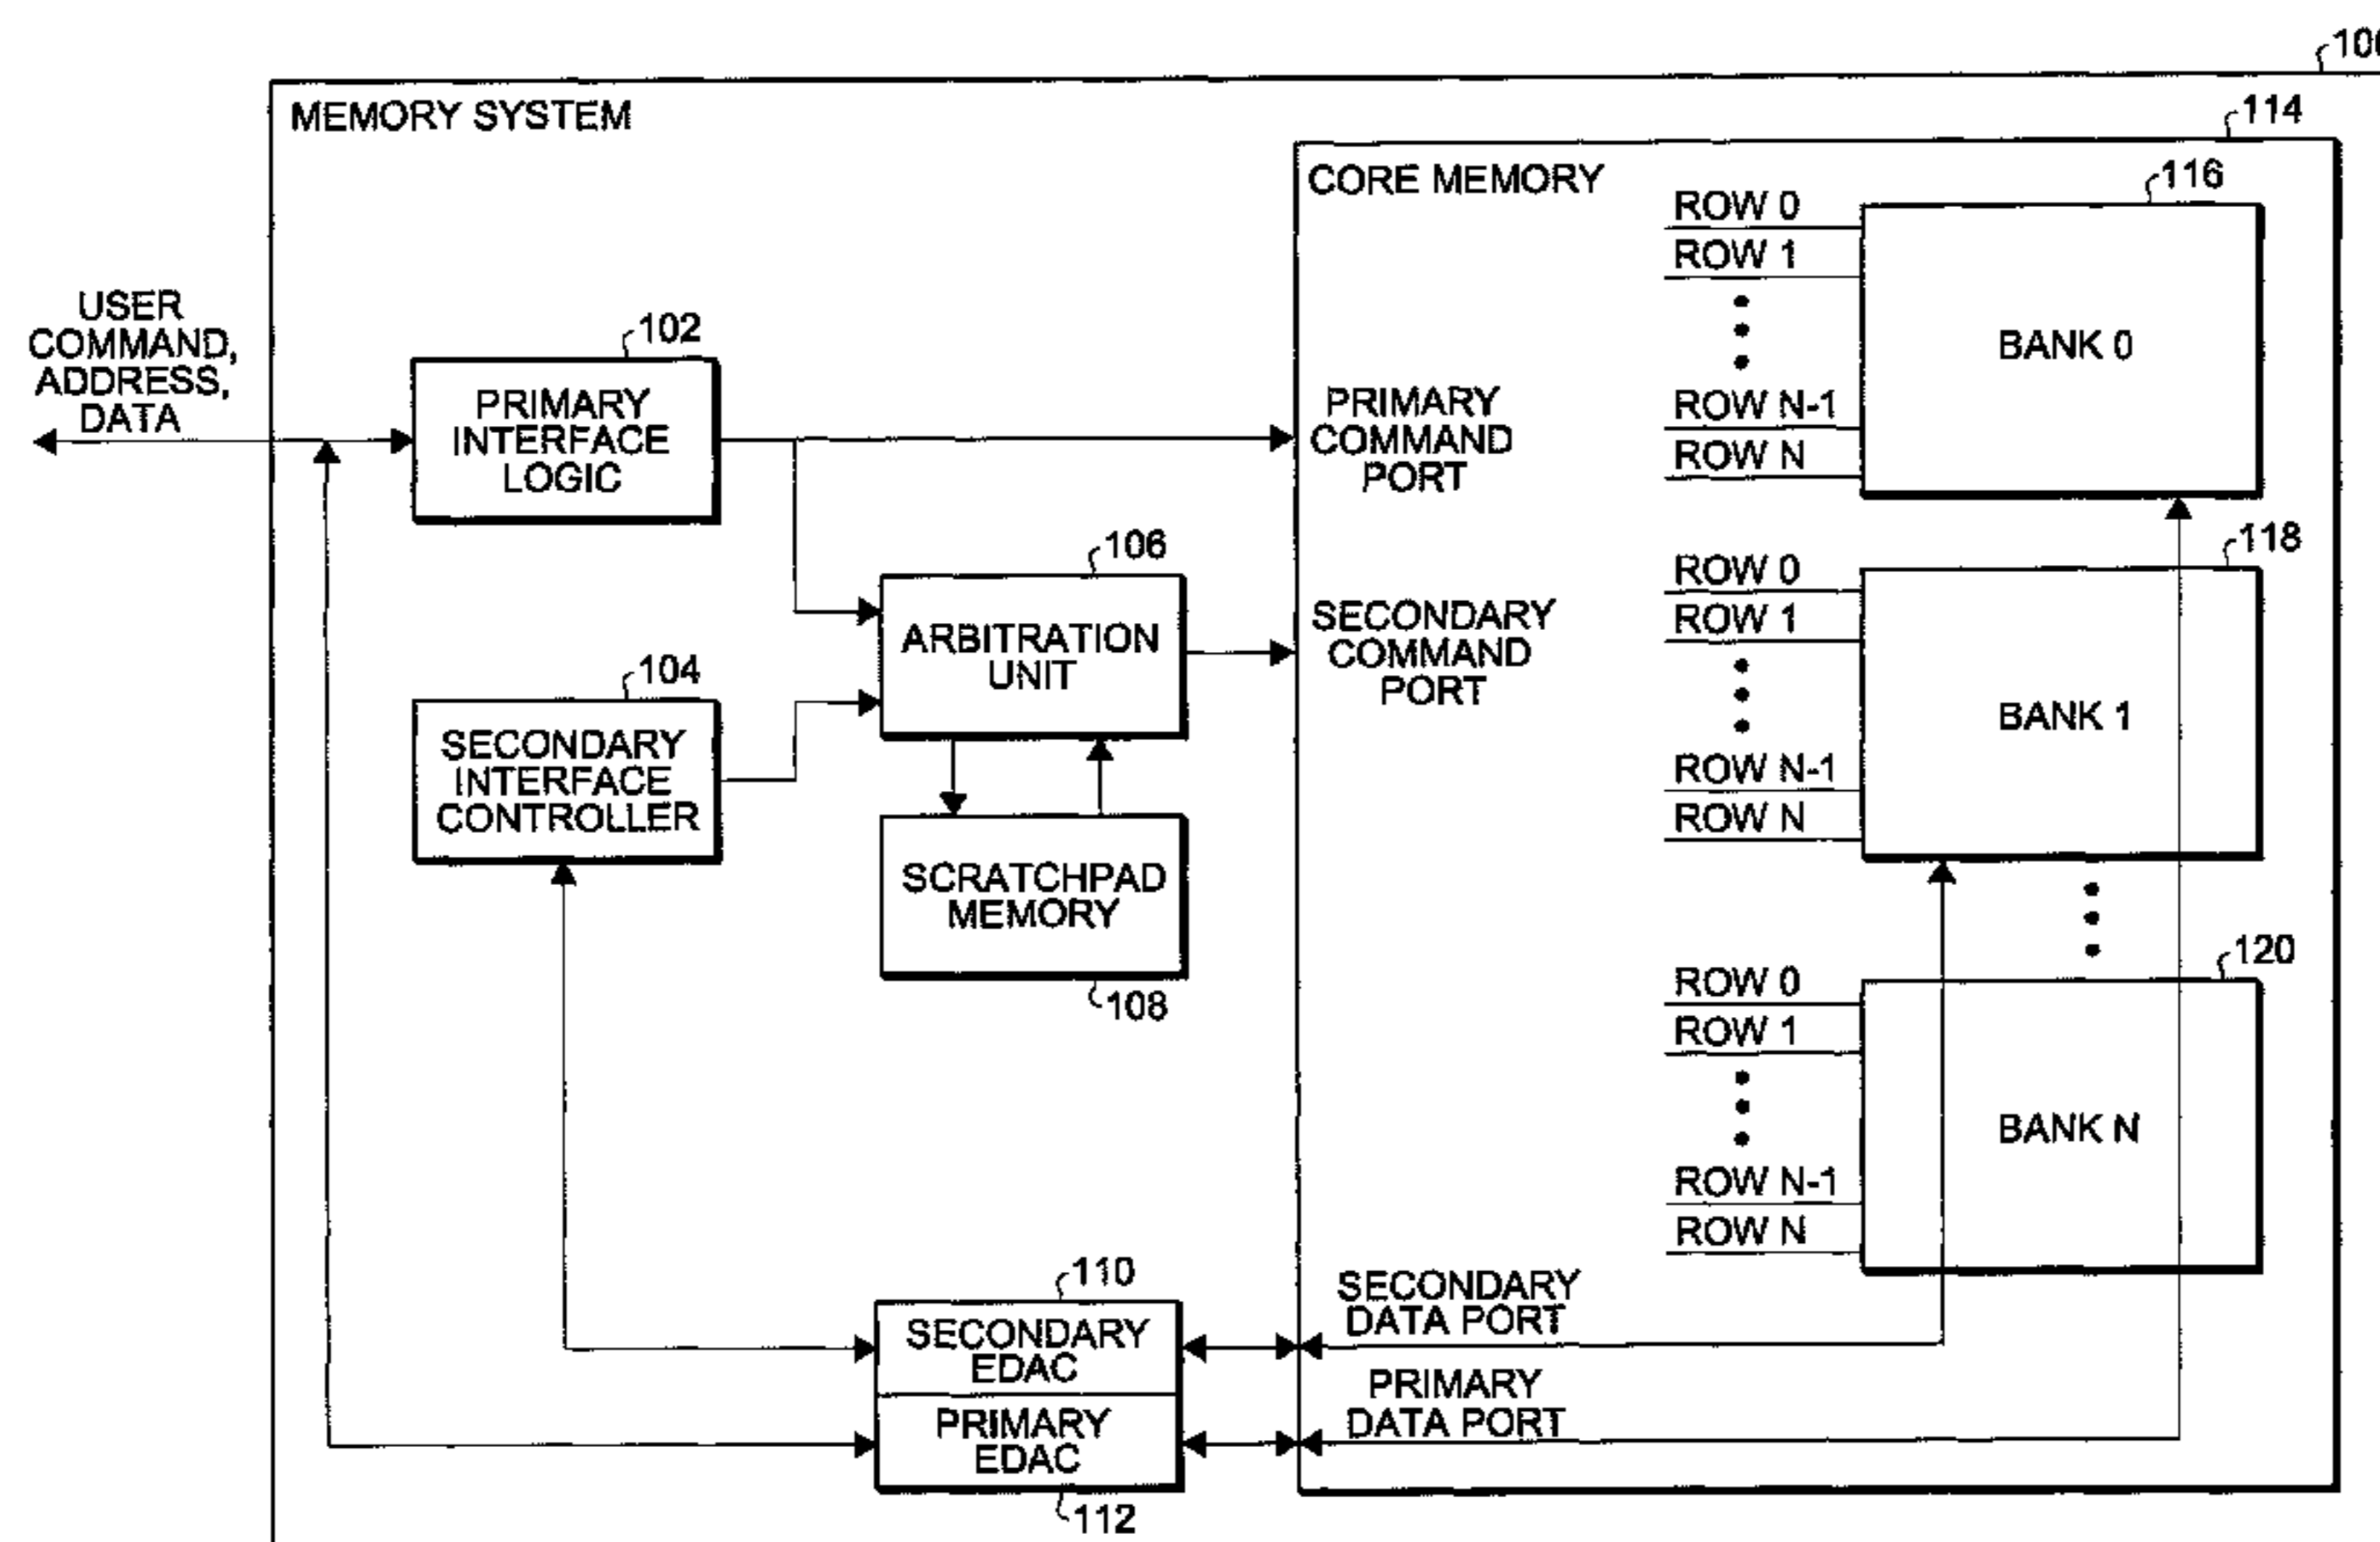 100
MEMORY SYSTEM
114
CORE MEMORY
116
ROW 0
ROW 1
ROW N-1
ROW N
BANK 0
USER
COMMAND,
ADDRESS,
DATA
102
PRIMARY
INTERFACE
LOGIC
PRIMARY
COMMAND
PORT
106
ARBITRATION
UNIT
SECONDARY
COMMAND
PORT
118
ROW 0
ROW 1
ROW N-1
ROW N
BANK 1
104
SECONDARY
INTERFACE
CONTROLLER
SCRATCHPAD
MEMORY
108
120
ROW 0
ROW 1
ROW N-1
ROW N
BANK N
110
SECONDARY
EDAC
PRIMARY
EDAC
112
SECONDARY
DATA PORT
PRIMARY
DATA PORT